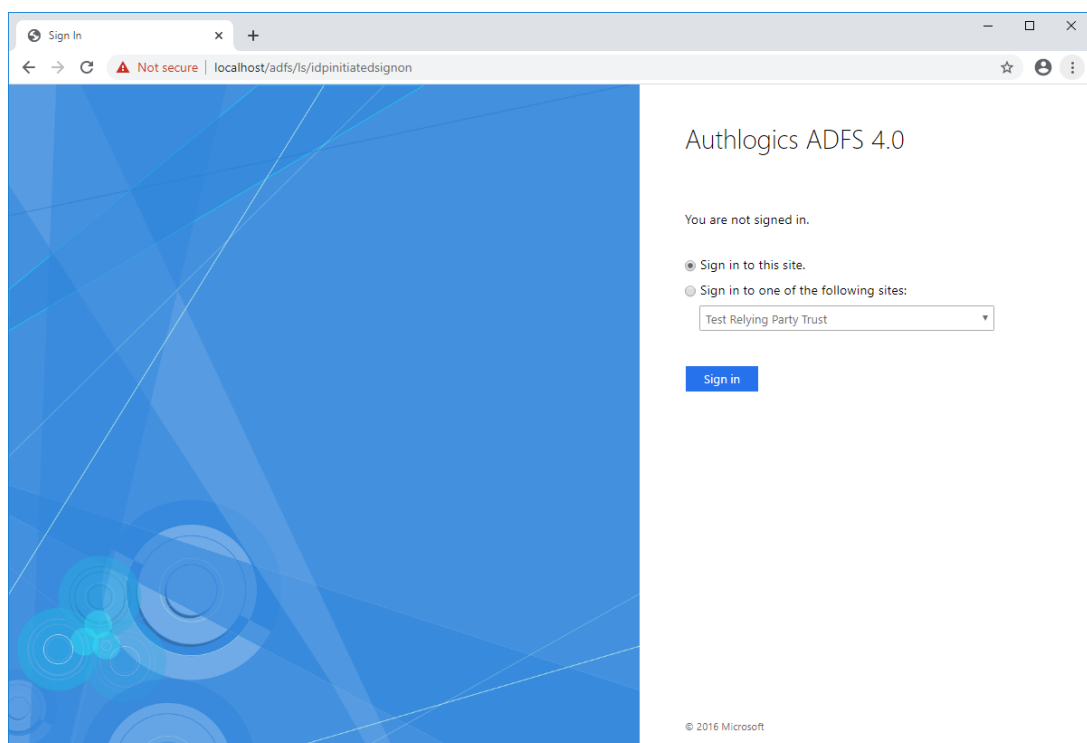 Sign In
Not secure localhost/adfs/ls/idpinitiatedsignon
Authlogics ADFS 4.0
You are not signed in.
Sign in to this site.
Sign in to one of the following sites:
Test Relying Party Trust
Sign in
© 2016 Microsoft